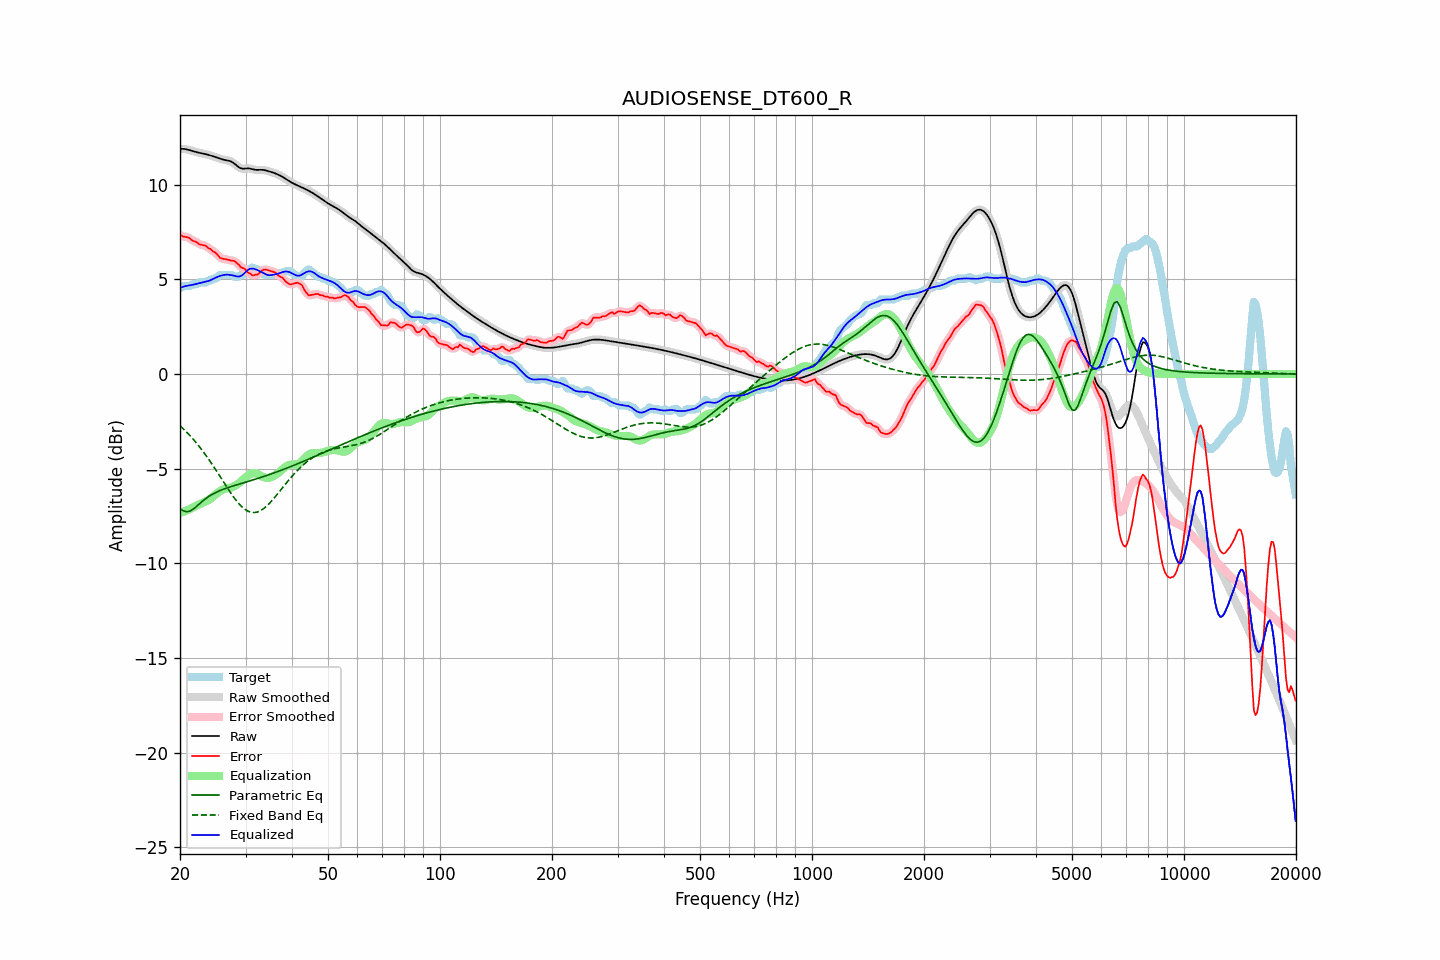 AUDIOSENSE_DT600_R
Amplitude (dBr)
10
5
0
−5
−10
−15
−20
−25
Target
Raw Smoothed
Error Smoothed
Raw
Error
Equalization
Parametric Eq
Fixed Band Eq
Equalized
20 50 100 200 500 1000 2000 5000 10000 20000
Frequency (Hz)